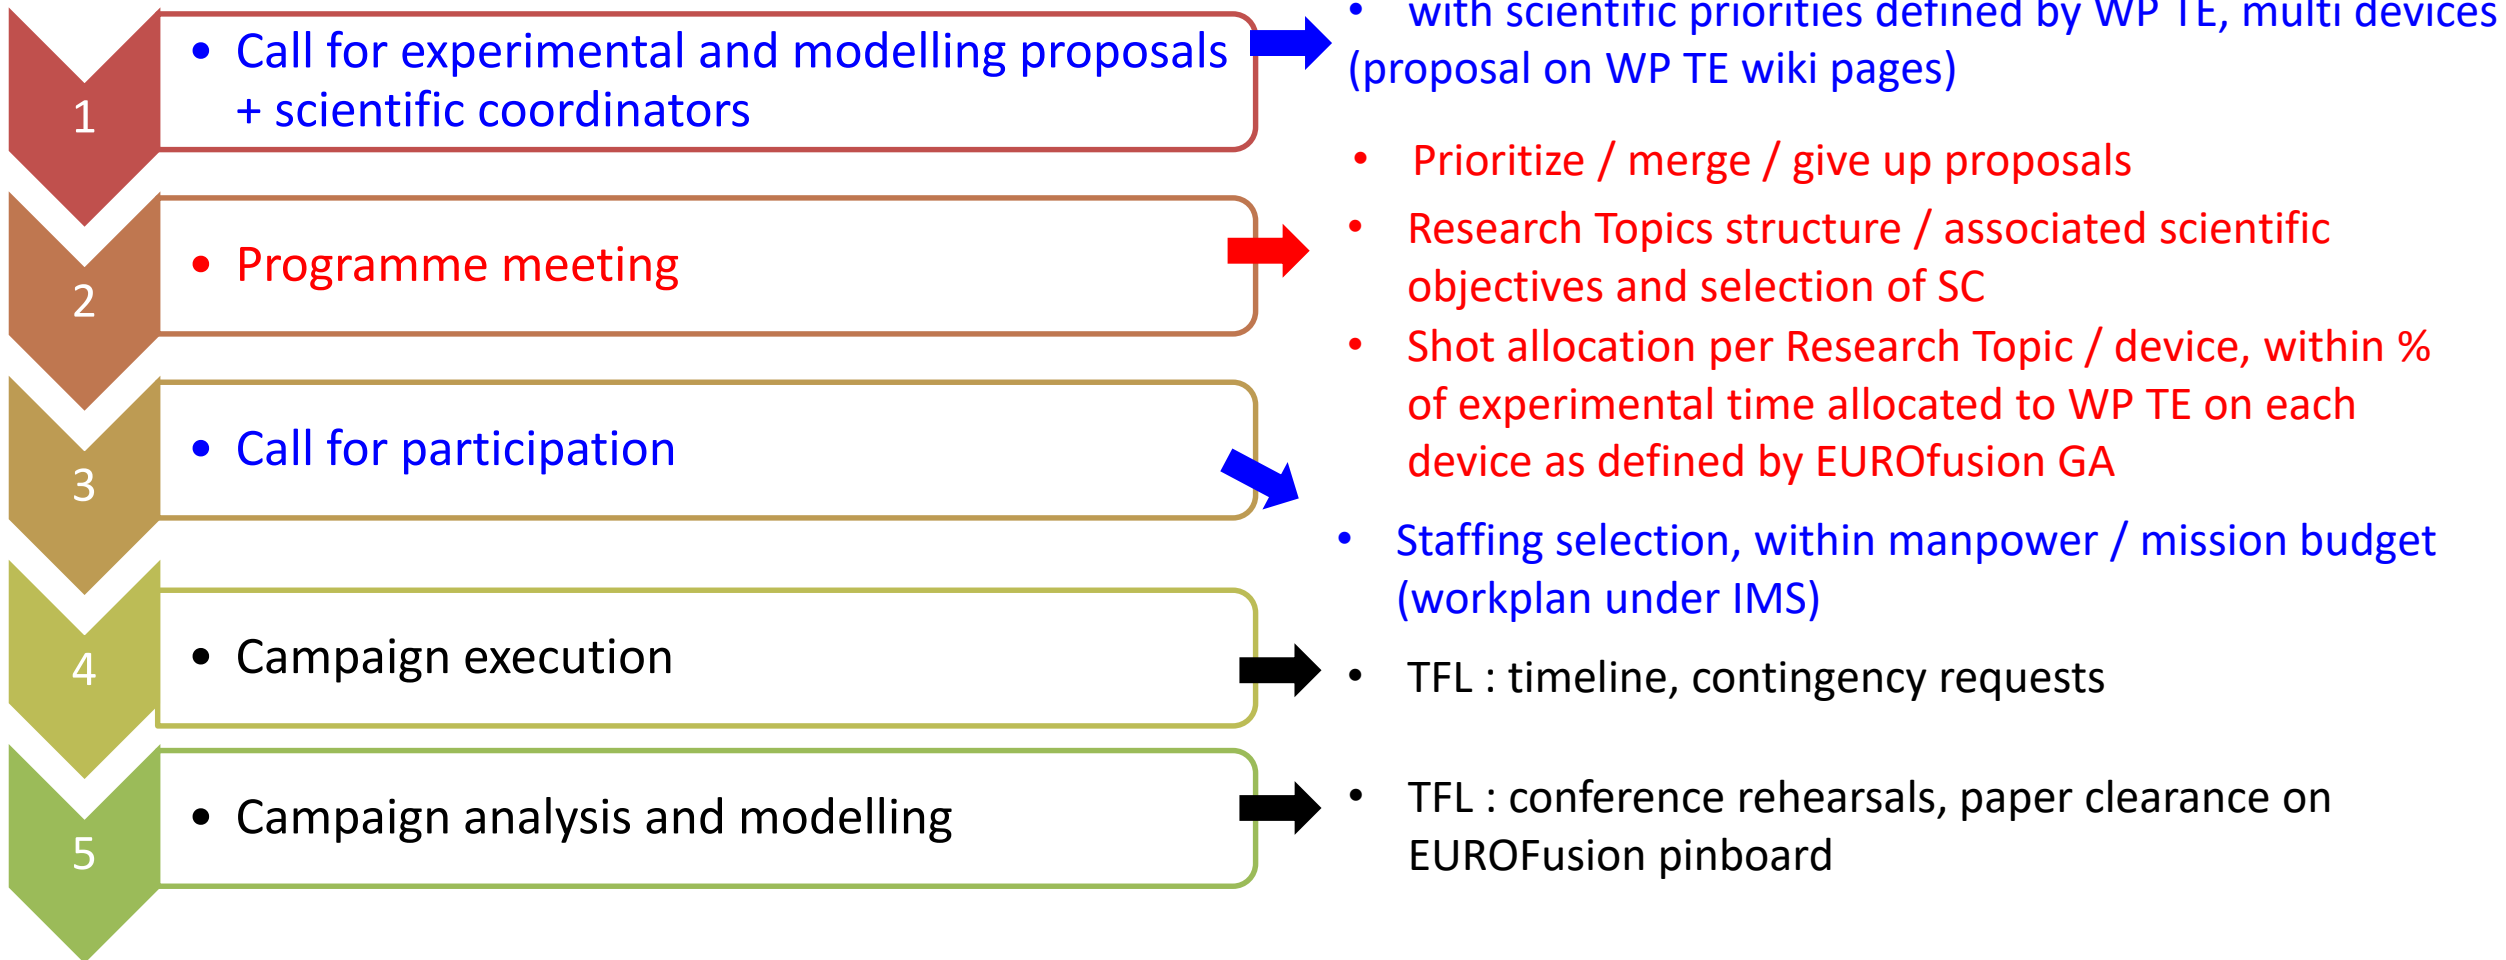 1
• Call for experimental and modelling proposals
+ scientific coordinators
• with scientific priorities defined by WP TE, multi devices
(proposal on WP TE wiki pages)
2
• Programme meeting
• Prioritize / merge / give up proposals
• Research Topics structure / associated scientific
objectives and selection of SC
• Shot allocation per Research Topic / device, within %
of experimental time allocated to WP TE on each
device as defined by EUROfusion GA
3
• Call for participation
• Staffing selection, within manpower / mission budget
(workplan under IMS)
4
• Campaign execution
• TFL : timeline, contingency requests
5
• Campaign analysis and modelling
• TFL : conference rehearsals, paper clearance on
EUROFusion pinboard